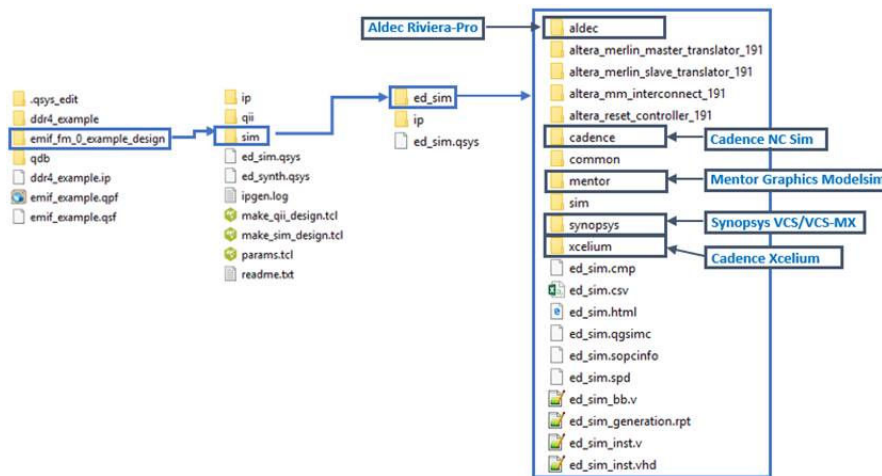 .qsys_edit
ddr4_example
emif_fm_0_example_design
qdb
ddr4_example.ip
emif_example.qpf
emif_example.qsf
ip
qii
sim
ed_sim.qsys
ed_synth.qsys
ipgen.log
make_qii_design.tcl
make_sim_design.tcl
params.tcl
readme.txt
ed_sim
ip
ed_sim.qsys
Aldec Riviera-Pro
aldec
altera_merlin_master_translator_191
altera_merlin_slave_translator_191
altera_mm_interconnect_191
altera_reset_controller_191
cadence
Cadence NC Sim
common
mentor
Mentor Graphics Modelsim
sim
synopsys
Synopsys VCS/VCS-MX
xcelium
Cadence Xcelium
ed_sim.cmp
ed_sim.csv
ed_sim.html
ed_sim.qgsimc
ed_sim.sopcinfo
ed_sim.spd
ed_sim_bb.v
ed_sim_generation.rpt
ed_sim_inst.v
ed_sim_inst.vhd